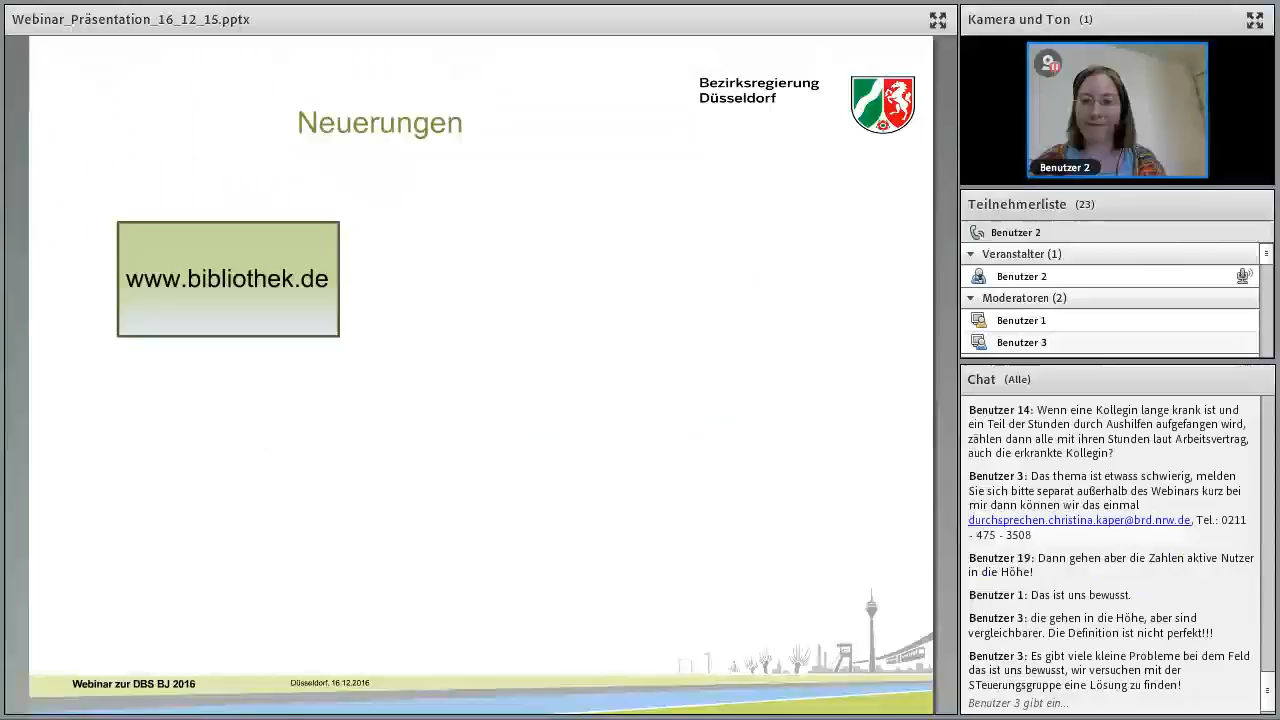 Webinar_Präsentation_16_12_15.pptx
Bezirksregierung
Düsseldorf
Neuerungen
www.bibliothek.de
Webinar zur DBS BJ 2016
Düsseldorf, 16.12.2016
Kamera und Ton (1)
Benutzer 2
Teilnehmerliste (23)
Benutzer 2
Veranstalter (1)
Benutzer 2
Moderatoren (2)
Benutzer 1
Benutzer 3
Chat (Alle)
Benutzer 14: Wenn eine Kollegin lange krank ist und
ein Teil der Stunden durch Aushilfen aufgefangen wird,
zählen dann alle mit ihren Stunden laut Arbeitsvertrag,
auch die erkrankte Kollegin?
Benutzer 3: Das thema ist etwass schwierig, melden
Sie sich bitte separat außerhalb des Webinars kurz bei
mir dann können wir das einmal
durchsprechen.christina.kaper@brd.nrw.de, Tel.: 0211
- 475 - 3508
Benutzer 19: Dann gehen aber die Zahlen aktive Nutzer
in die Höhe!
Benutzer 1: Das ist uns bewusst.
Benutzer 3: die gehen in die Höhe, aber sind
vergleichbarer. Die Definition ist nicht perfekt!!!
Benutzer 3: Es gibt viele kleine Probleme bei dem Feld
das ist uns bewusst, wir versuchen mit der
STeuerungsgruppe eine Lösung zu finden!
Benutzer 3 gibt ein...